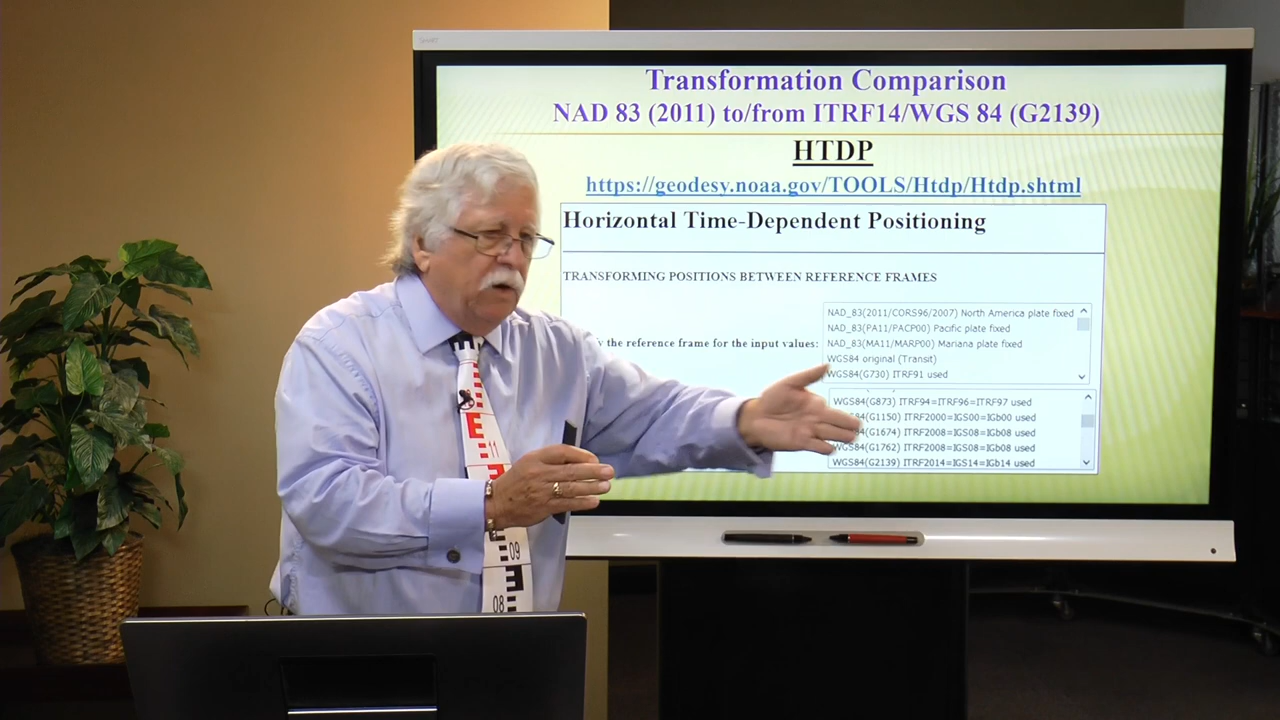 Transformation Comparison
NAD 83 (2011) to/from ITRF14/WGS 84 (G2139)
HTDP
https://geodesy.noaa.gov/TOOLS/Htdp/Htdp.shtml
Horizontal Time-Dependent Positioning
TRANSFORMING POSITIONS BETWEEN REFERENCE FRAMES
NAD_83(2011/CORS96/2007) North America plate fixed
NAD_83(PA11/PACP00) Pacific plate fixed
the reference frame for the input values: NAD_83(MA11/MARP00) Mariana plate fixed
WGS84 original (Transit)
WGS84(G730) ITRF91 used
WGS84(G873) ITRF94=ITRF96=ITRF97 used
WGS84(G1150) ITRF2000=IGS00=IGb00 used
84(G1674) ITRF2008=IGS08=IGb08 used
WGS84(G1762) ITRF2008=IGS08=IGb08 used
WGS84(G2139) ITRF2014=IGS14=IGb14 used
11
09
08